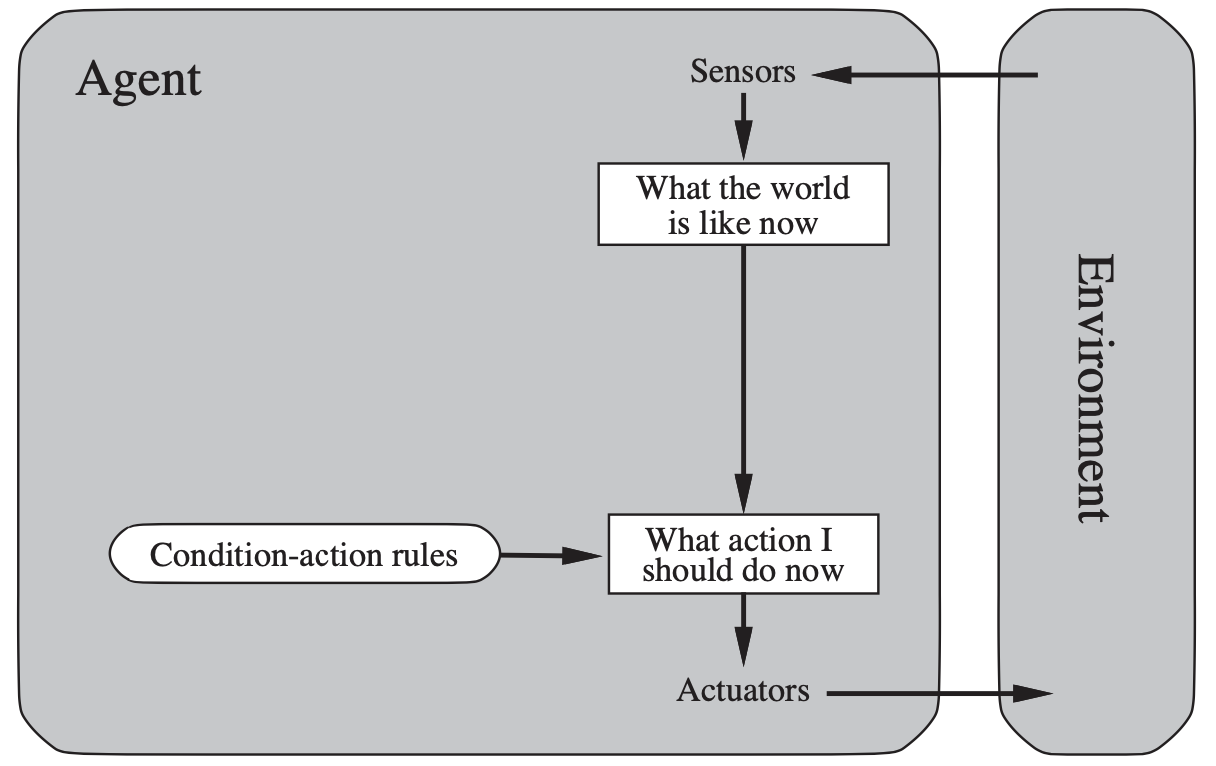 Agent
Sensors
What the world
is like now
Environment
Condition-action rules
What action I
should do now
Actuators